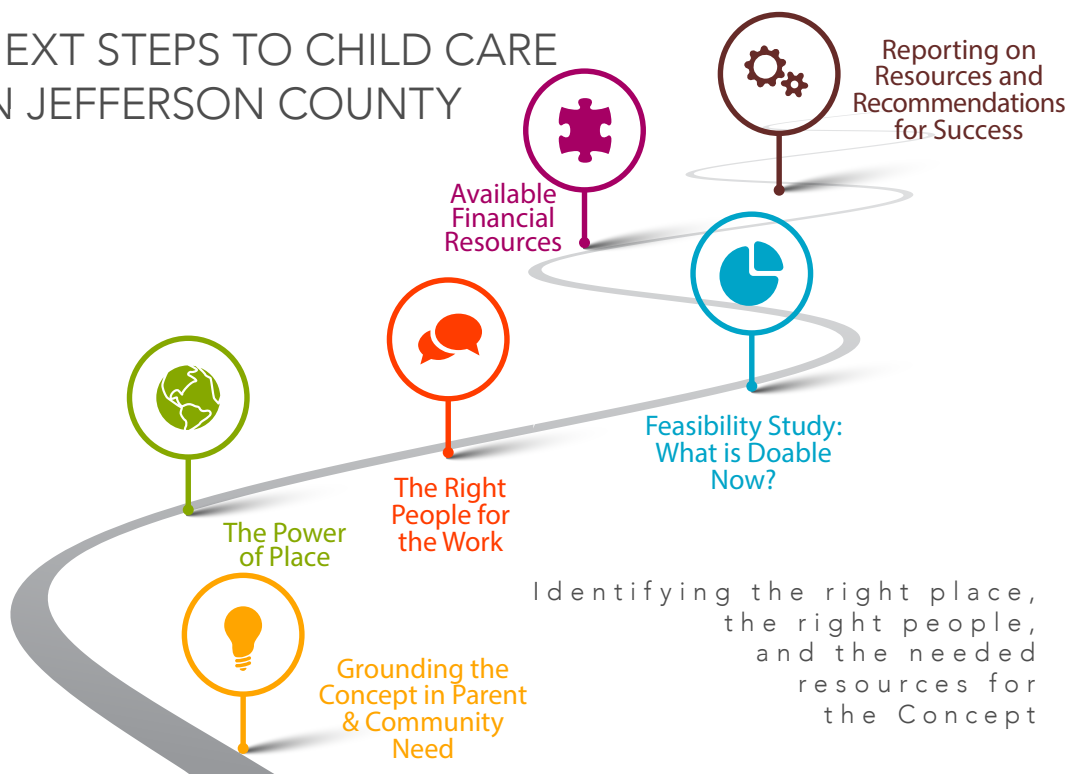 EXT STEPS TO CHILD CARE
N JEFFERSON COUNTY
Reporting on
Resources and
Recommendations
for Success
Available
Financial
Resources
Feasibility Study:
What is Doable
Now?
The Right
People for
the Work
The Power
of Place
Grounding the
Concept in Parent
& Community
Need
Identifying the right place,
the right people,
and the needed
resources for
the Concept